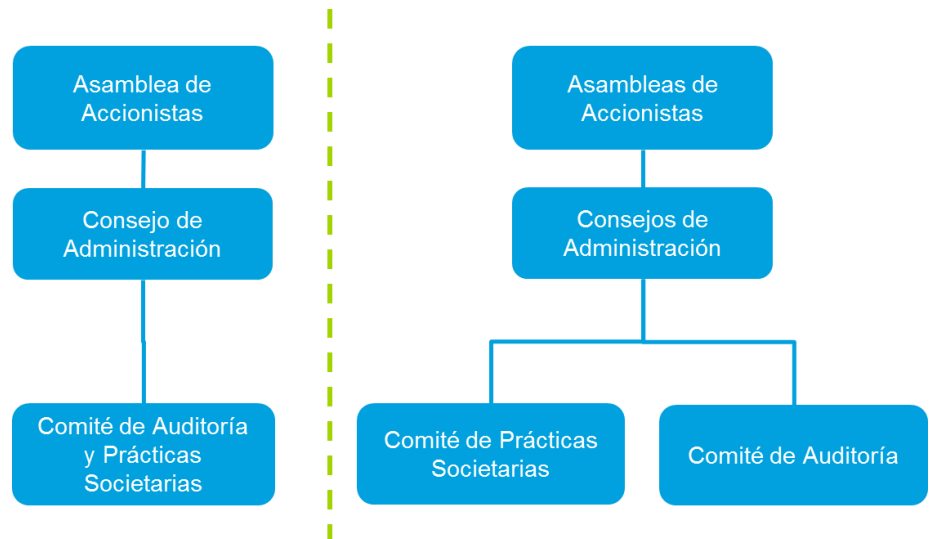 Asamblea de
Accionistas
Consejo de
Administración
Comité de Auditoría
y Prácticas
Societarias
Asambleas de
Accionistas
Consejos de
Administración
Comité de Prácticas
Societarias
Comité de Auditoría